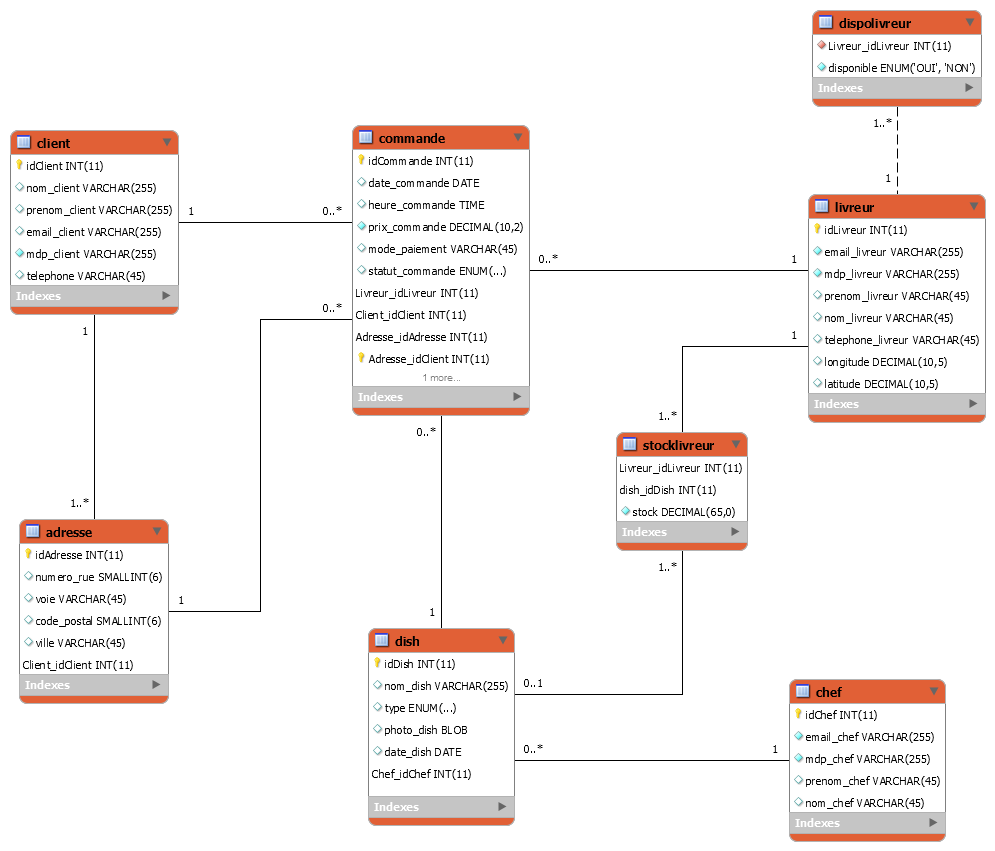 dispolivreur
Livreur_idLivreur INT(11)
disponible ENUM('OUI', 'NON')
Indexes
1..*
1
client
idClient INT(11)
nom_client VARCHAR(255)
prenom_client VARCHAR(255)
email_client VARCHAR(255)
mdp_client VARCHAR(255)
telephone VARCHAR(45)
Indexes
1
0..*
commande
idCommande INT(11)
date_commande DATE
heure_commande TIME
prix_commande DECIMAL(10,2)
mode_paiement VARCHAR(45)
statut_commande ENUM(...)
Livreur_idLivreur INT(11)
Client_idClient INT(11)
Adresse_idAdresse INT(11)
Adresse_idClient INT(11)
1 more...
Indexes
0..*
1
livreur
idLivreur INT(11)
email_livreur VARCHAR(255)
mdp_livreur VARCHAR(255)
prenom_livreur VARCHAR(45)
nom_livreur VARCHAR(45)
telephone_livreur VARCHAR(45)
longitude DECIMAL(10,5)
latitude DECIMAL(10,5)
Indexes
0..*
1
1
1..*
0..*
1..*
stocklivreur
Livreur_idLivreur INT(11)
dish_idDish INT(11)
stock DECIMAL(65,0)
Indexes
1..*
adresse
idAdresse INT(11)
numero_rue SMALLINT(6)
voie VARCHAR(45)
code_postal SMALLINT(6)
ville VARCHAR(45)
Client_idClient INT(11)
Indexes
1
1
dish
idDish INT(11)
nom_dish VARCHAR(255)
type ENUM(...)
photo_dish BLOB
date_dish DATE
Chef_idChef INT(11)
Indexes
0..1
0..*
1
chef
idChef INT(11)
email_chef VARCHAR(255)
mdp_chef VARCHAR(255)
prenom_chef VARCHAR(45)
nom_chef VARCHAR(45)
Indexes